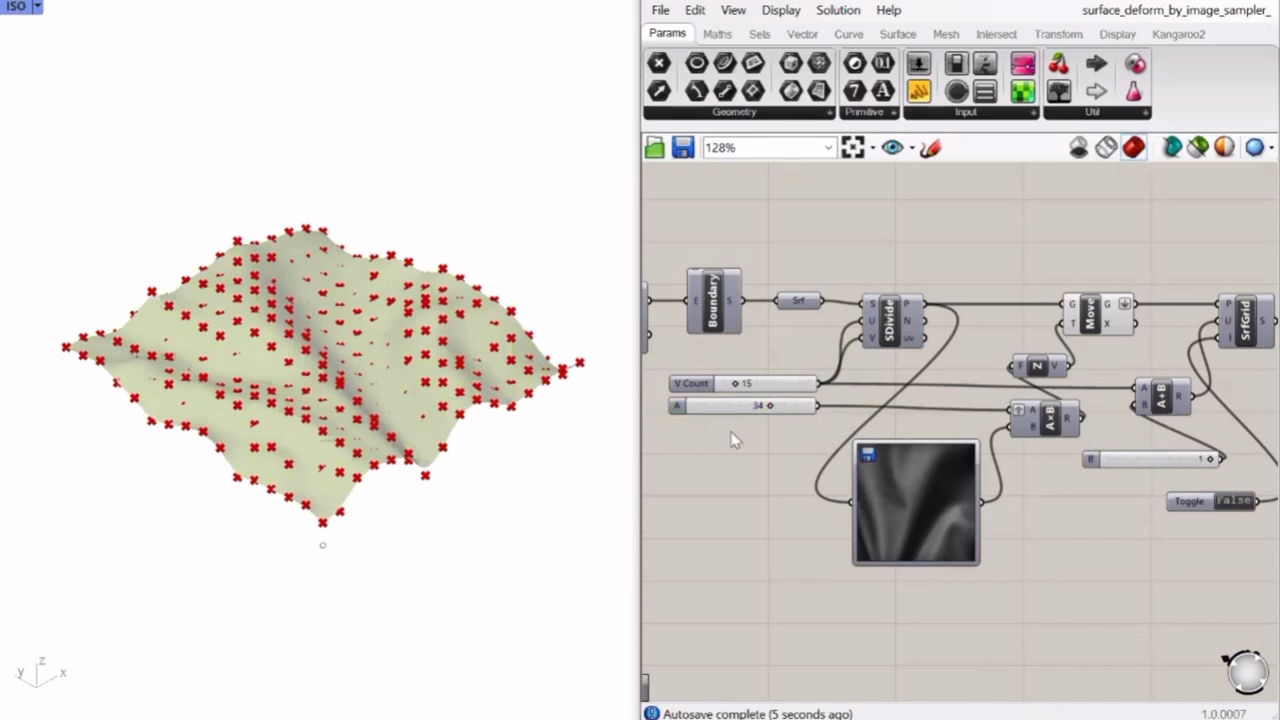 ISO
File Edit View Display Solution Help surface_deform_by_image_sampler_
Params Maths Sets Vector Curve Surface Mesh Intersect Transform Display Kangaroo2
Geometry Primitive Input Util
128%
Boundary E S
Srf
SDivide S U V P N uv
Move G T G X
SrfGrid P U I S
F Z V
V Count 15
A 34
A×B A B R
A+B A B R
B 1
Toggle False
y z x
Autosave complete (5 seconds ago) 1.0.0007